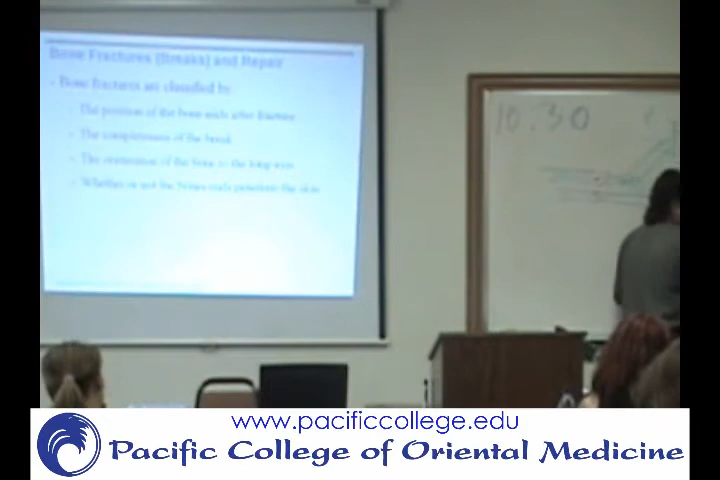 Bone Fractures (Breaks) and Repair
Bone fractures are classified by:
The position of the bone ends after fracture
The completeness of the break
The orientation of the bone to the long axis
Whether or not the bones ends penetrate the skin
10:30
www.pacificcollege.edu
Pacific College of Oriental Medicine